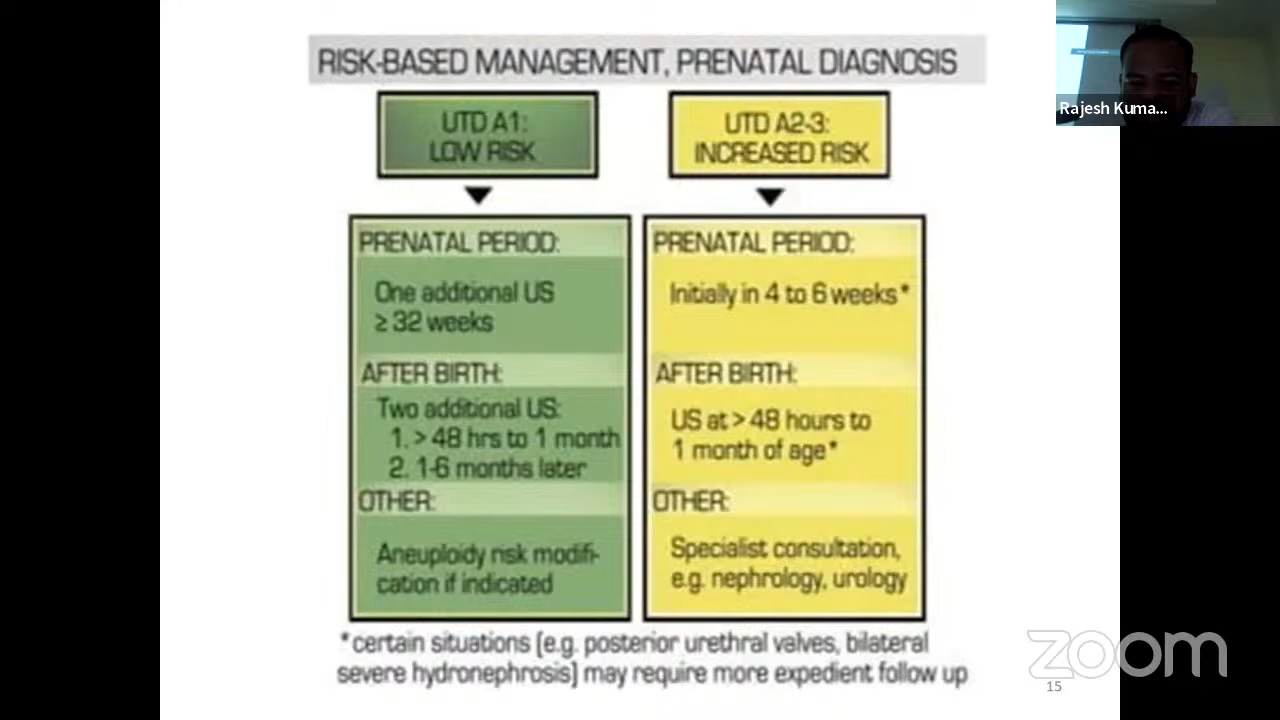 RISK-BASED MANAGEMENT, PRENATAL DIAGNOSIS
UTD A1:
LOW RISK
PRENATAL PERIOD:
One additional US
≥ 32 weeks
AFTER BIRTH:
Two additional US:
1. > 48 hrs to 1 month
2. 1-6 months later
OTHER:
Aneuploidy risk modifi-
cation if indicated
UTD A2-3:
INCREASED RISK
PRENATAL PERIOD:
Initially in 4 to 6 weeks*
AFTER BIRTH:
US at > 48 hours to
1 month of age*
OTHER:
Specialist consultation,
e.g. nephrology, urology
*certain situations (e.g. posterior urethral valves, bilateral
severe hydronephrosis) may require more expedient follow up
15
Rajesh Kuma...
zoom